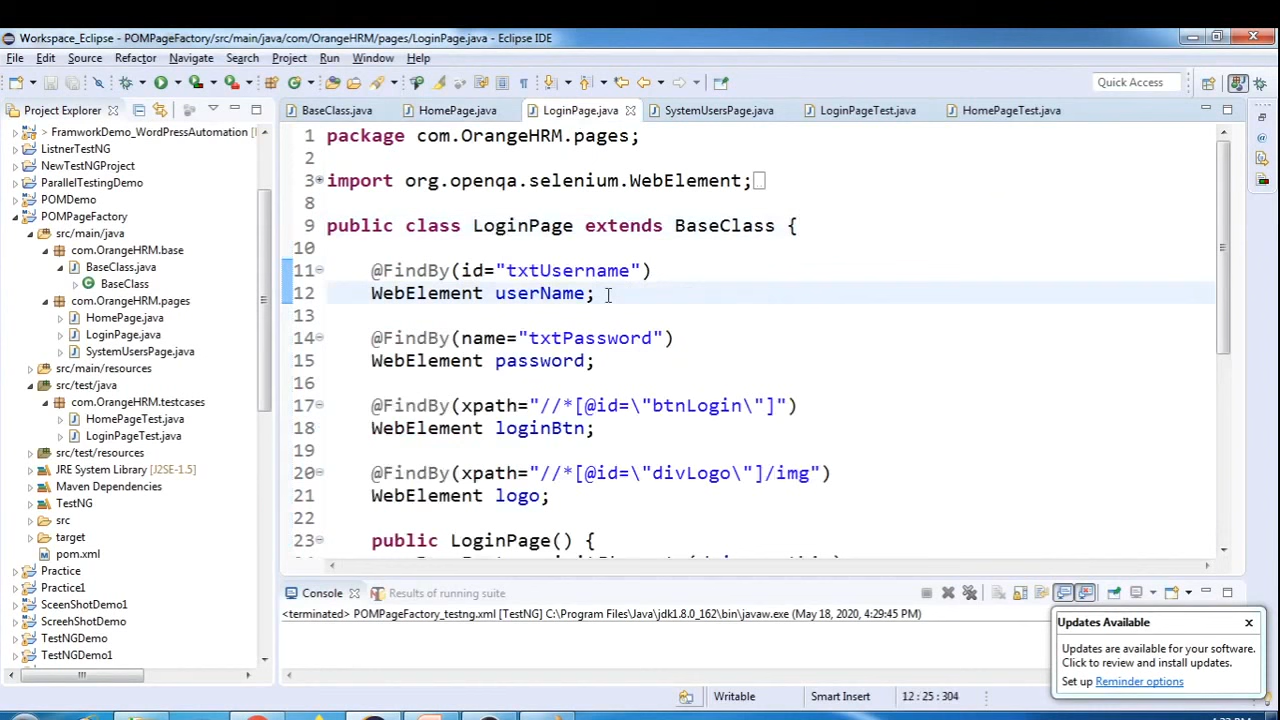 Workspace_Eclipse - POMPageFactory/src/main/java/com/OrangeHRM/pages/LoginPage.java - Eclipse IDE
File Edit Source Refactor Navigate Search Project Run Window Help
Quick Access
Project Explorer
BaseClass.java HomePage.java LoginPage.java SystemUsersPage.java LoginPageTest.java HomePageTest.java
> FramworkDemo_WordPressAutomation
ListnerTestNG
NewTestNGProject
ParallelTestingDemo
POMDemo
POMPageFactory
src/main/java
com.OrangeHRM.base
BaseClass.java
BaseClass
com.OrangeHRM.pages
HomePage.java
LoginPage.java
SystemUsersPage.java
src/main/resources
src/test/java
com.OrangeHRM.testcases
HomePageTest.java
LoginPageTest.java
src/test/resources
JRE System Library [J2SE-1.5]
Maven Dependencies
TestNG
src
target
pom.xml
Practice
Practice1
SceenShotDemo1
ScreehShotDemo
TestNGDemo
TestNGDemo1
1 package com.OrangeHRM.pages;
2
3 import org.openqa.selenium.WebElement;
8
9 public class LoginPage extends BaseClass {
10
11 @FindBy(id="txtUsername")
12 WebElement userName;
13
14 @FindBy(name="txtPassword")
15 WebElement password;
16
17 @FindBy(xpath="//*[@id=\"btnLogin\"]")
18 WebElement loginBtn;
19
20 @FindBy(xpath="//*[@id=\"divLogo\"]/img")
21 WebElement logo;
22
23 public LoginPage() {
Console Results of running suite
<terminated> POMPageFactory_testng.xml [TestNG] C:\Program Files\Java\jdk1.8.0_162\bin\javaw.exe (May 18, 2020, 4:29:45 PM)
Updates Available
Updates are available for your software.
Click to review and install updates.
Set up Reminder options
Writable Smart Insert 12 : 25 : 304